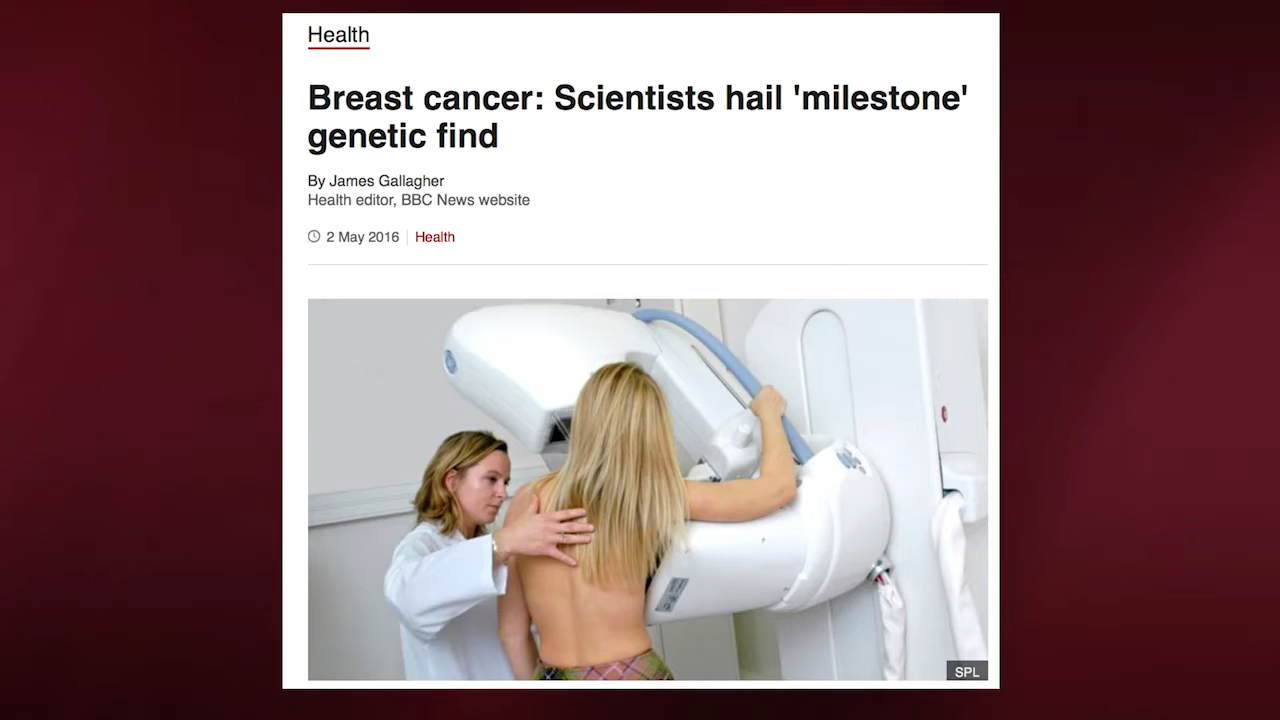 Health
Breast cancer: Scientists hail 'milestone'
genetic find
By James Gallagher
Health editor, BBC News website
2 May 2016 Health
SPL